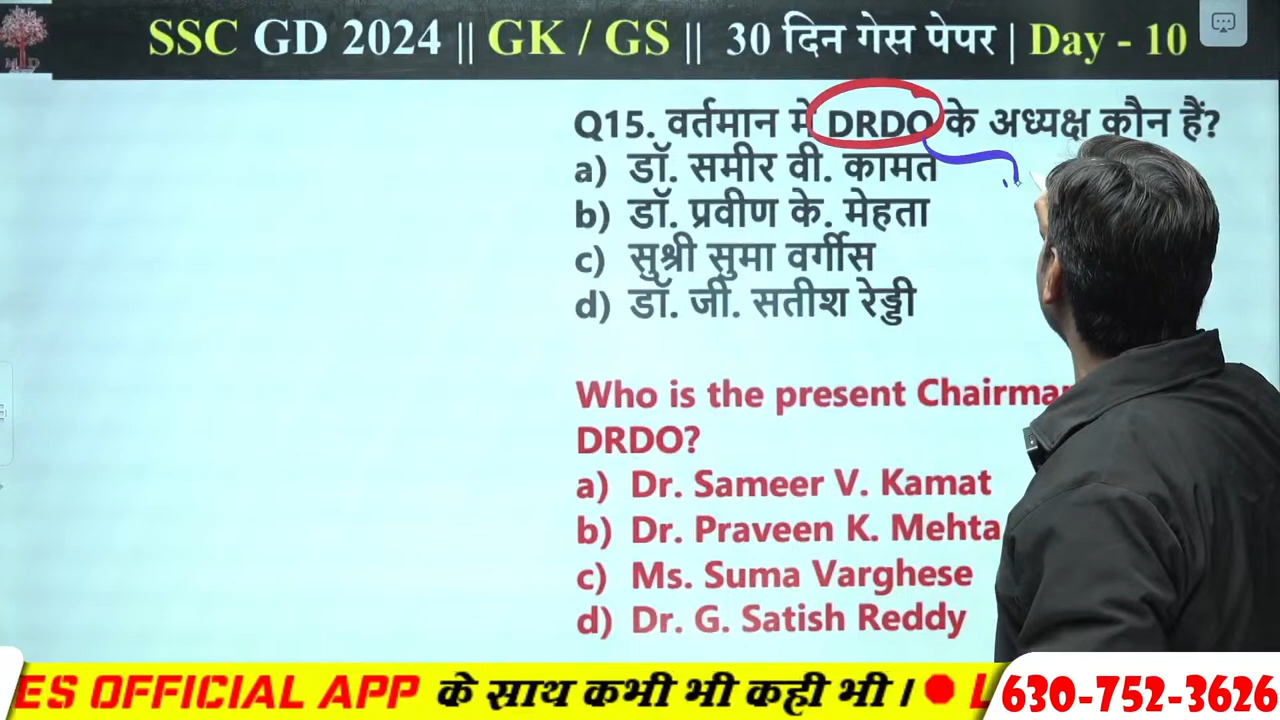 SSC GD 2024 || GK / GS || 30 दिन गेस पेपर | Day - 10
Q15. वर्तमान में DRDO के अध्यक्ष कौन हैं?
a) डॉ. समीर वी. कामत
b) डॉ. प्रवीण के. मेहता
c) सुश्री सुमा वर्गीस
d) डॉ. जी. सतीश रेड्डी
Who is the present
DRDO?
a) Dr. Sameer V. Kamat
b) Dr. Praveen K. Mehta
c) Ms. Suma Varghese
d) Dr. G. Satish Reddy
OFFICIAL APP के साथ कभी भी कही भी । 630-752-3626